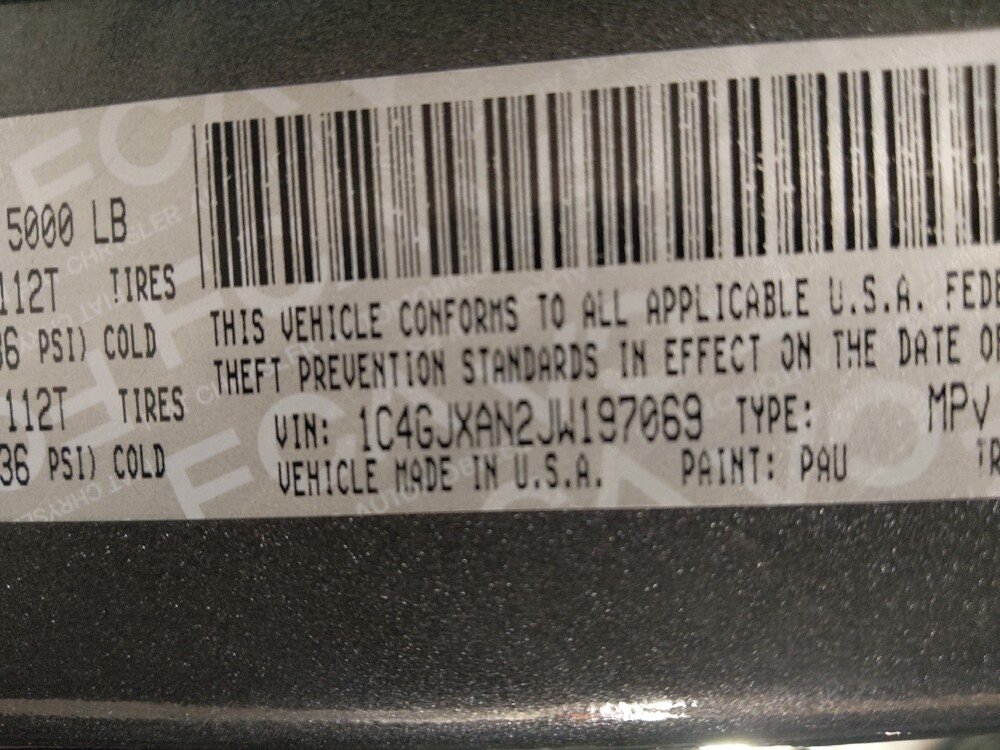 5000 LB
112T TIRES
36 PSI) COLD
112T TIRES
36 PSI) COLD
THIS VEHICLE CONFORMS TO ALL APPLICABLE U.S.A. FEDE
THEFT PREVENTION STANDARDS IN EFFECT ON THE DATE OF
VIN: 1C4GJXAN2JW197069 TYPE: MPV
VEHICLE MADE IN U.S.A. PAINT: PAU TR